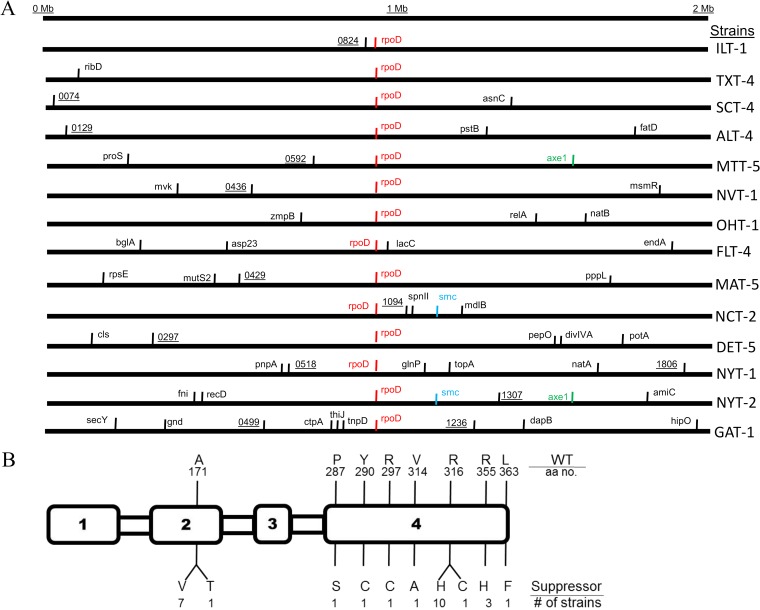 A
0 Mb 1 Mb 2 Mb
Strains
0824 rpoD ILT-1
ribD rpoD TXT-4
0074 rpoD asnC SCT-4
0129 rpoD pstB fatD ALT-4
proS 0592 rpoD axe1 MTT-5
mvk 0436 rpoD msmR NVT-1
zmpB rpoD relA natB OHT-1
bglA asp23 rpoD lacC endA FLT-4
rpsE mutS2 0429 rpoD pppL MAT-5
rpoD 1094 spnII smc mdlB NCT-2
cls 0297 rpoD pepO divIVA potA DET-5
pnpA 0518 rpoD glnP topA natA 1806 NYT-1
fni recD rpoD smc 1307 axe1 amiC NYT-2
secY gnd 0499 ctpA thiJ tnpD rpoD 1236 dapB hipO GAT-1
B
A P Y R V R R L WT
171 287 290 297 314 316 355 363 aa no.
1 2 3 4
V T S C C A H C H F Suppressor
7 1 1 1 1 1 10 1 3 1 # of strains